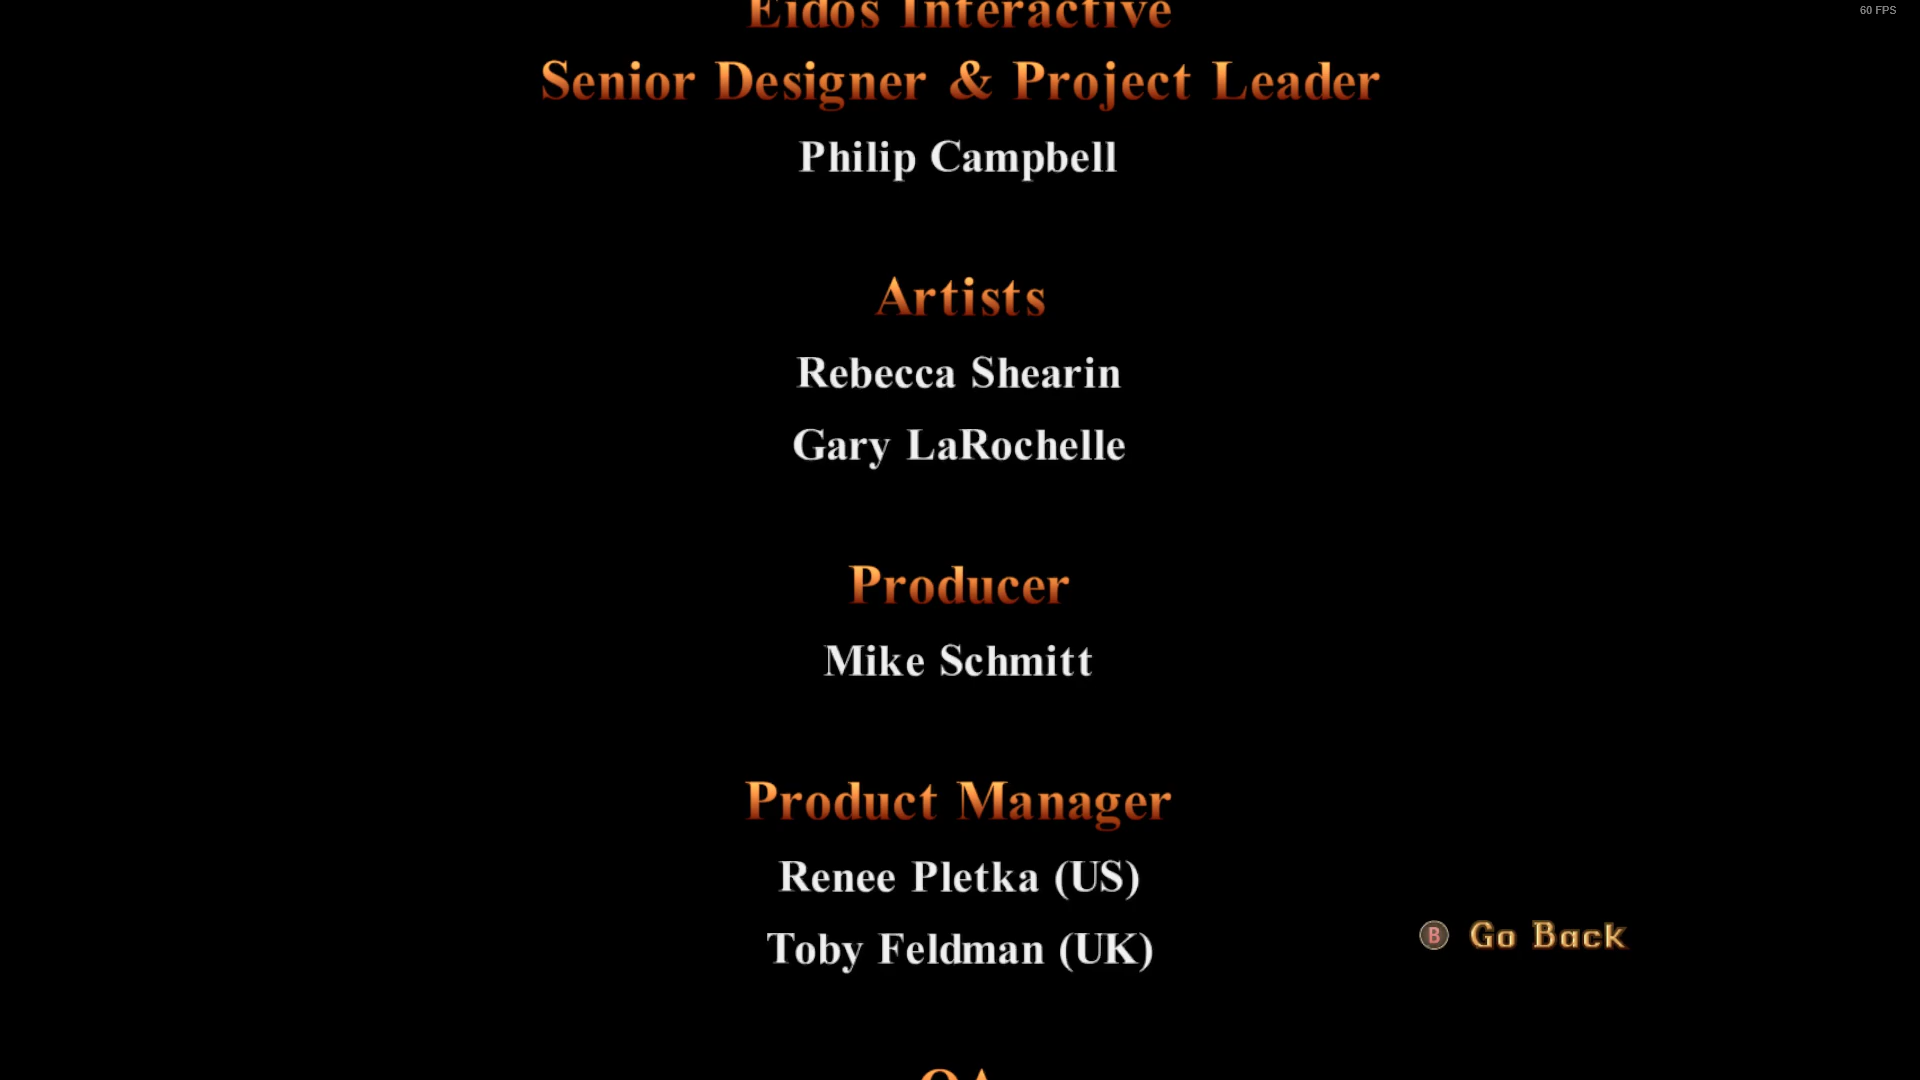 Eidos Interactive
60 FPS
Senior Designer & Project Leader
Philip Campbell
Artists
Rebecca Shearin
Gary LaRochelle
Producer
Mike Schmitt
Product Manager
Renee Pletka (US)
Toby Feldman (UK)
B Go Back
QA